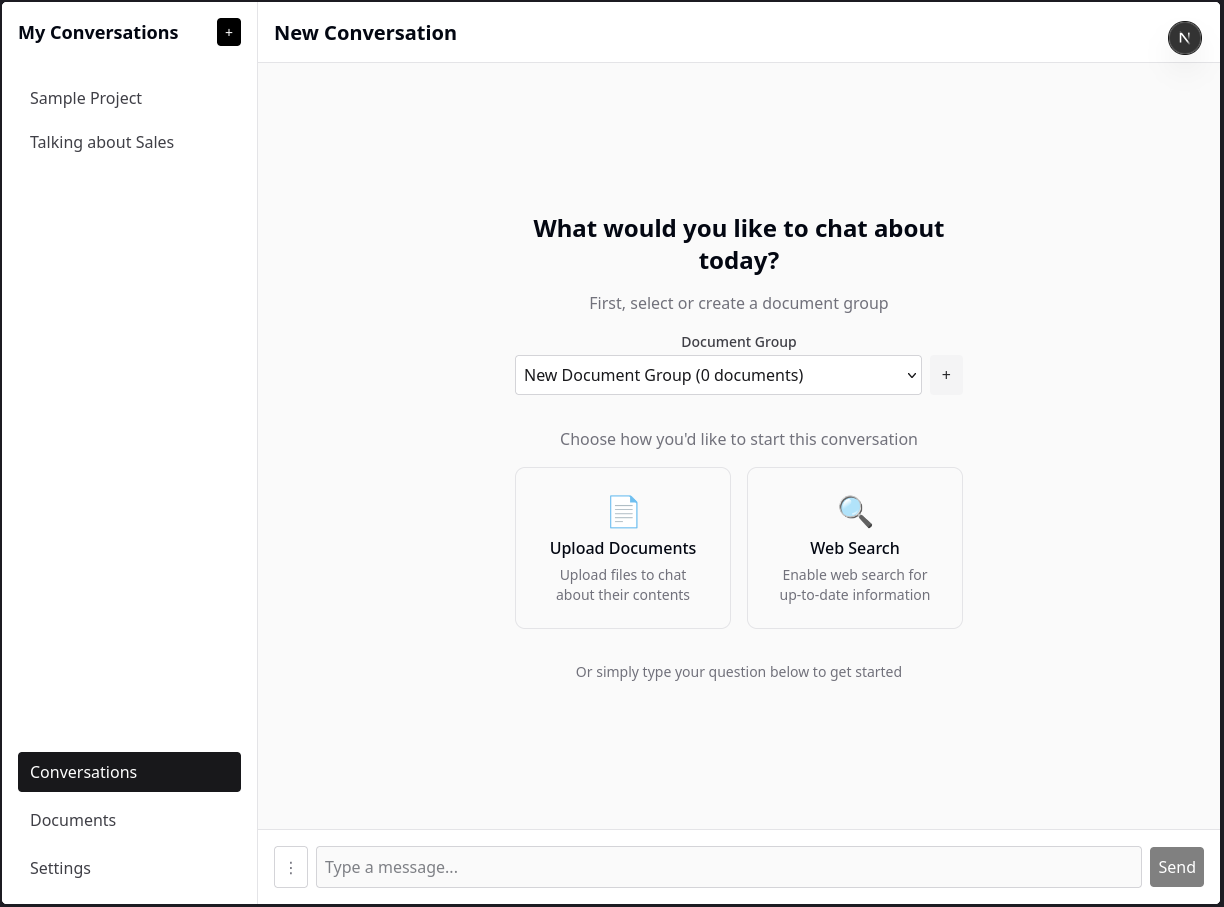 My Conversations
+
Sample Project
Talking about Sales
Conversations
Documents
Settings
New Conversation
N
What would you like to chat about
today?
First, select or create a document group
Document Group
New Document Group (0 documents)
+
Choose how you'd like to start this conversation
Upload Documents
Upload files to chat
about their contents
Web Search
Enable web search for
up-to-date information
Or simply type your question below to get started
⋮
Type a message...
Send